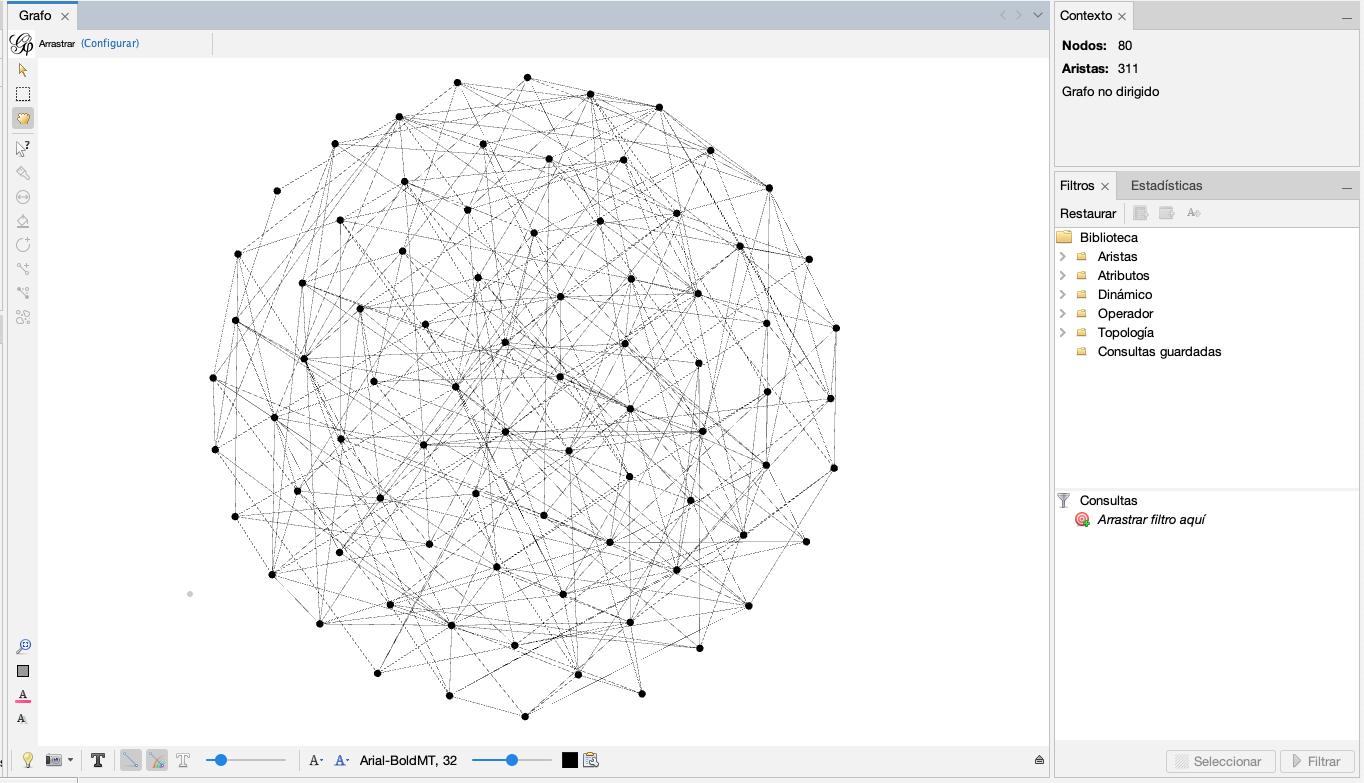 Grafo
Arrastrar (Configurar)
Contexto
Nodos: 80
Aristas: 311
Grafo no dirigido
Filtros
Estadísticas
Restaurar
Biblioteca
Aristas
Atributos
Dinámico
Operador
Topología
Consultas guardadas
Consultas
Arrastrar filtro aquí
Seleccionar
Filtrar
T
T
A-
A-
Arial-BoldMT, 32
A
A